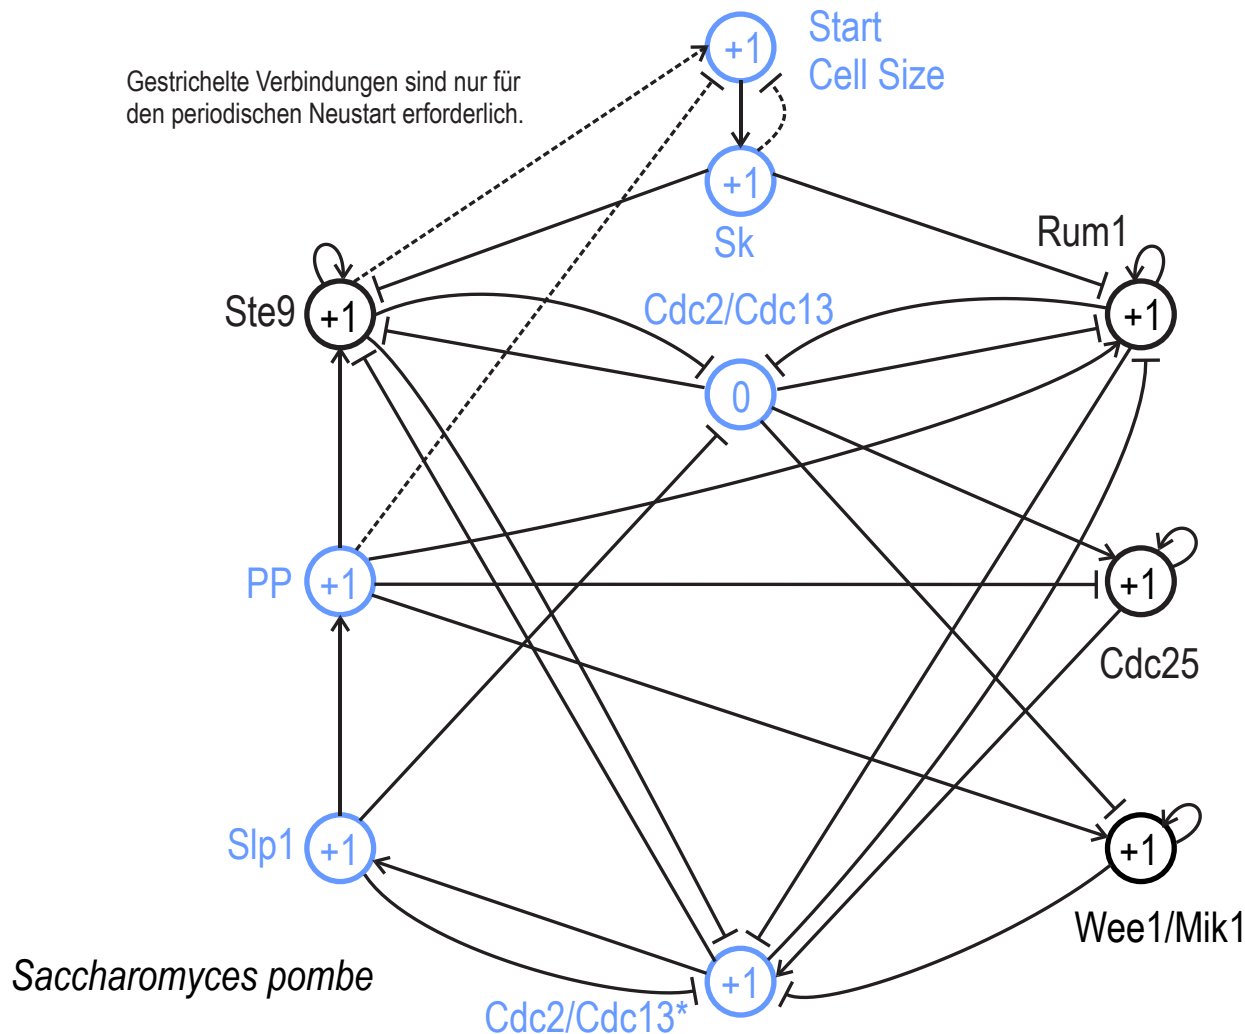 +1
Start
Cell Size
Gestrichelte Verbindungen sind nur für
den periodischen Neustart erforderlich.
+1
Sk
Rum1
Ste9
+1
Cdc2/Cdc13
+1
0
PP
+1
+1
Cdc25
Slp1
+1
+1
Wee1/Mik1
Saccharomyces pombe
+1
Cdc2/Cdc13*